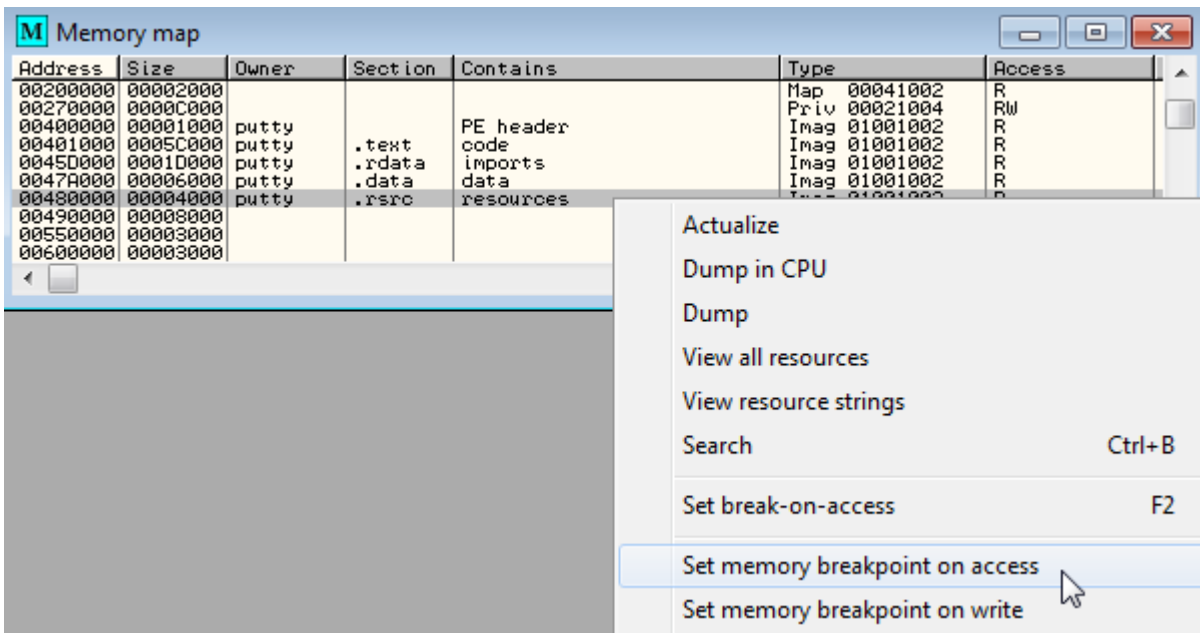 M Memory map
Address Size Owner Section Contains Type Access
00200000 00002000 Map 00041002 R
00270000 0000C000 Priv 00021004 RW
00400000 00001000 putty PE header Imag 01001002 R
00401000 0005C000 putty .text code Imag 01001002 R
0045D000 0001D000 putty .rdata imports Imag 01001002 R
0047A000 00006000 putty .data data Imag 01001002 R
00480000 00004000 putty .rsrc resources Imag 01001002 R
00490000 00008000
00550000 00003000
00600000 00003000
Actualize
Dump in CPU
Dump
View all resources
View resource strings
Search Ctrl+B
Set break-on-access F2
Set memory breakpoint on access
Set memory breakpoint on write